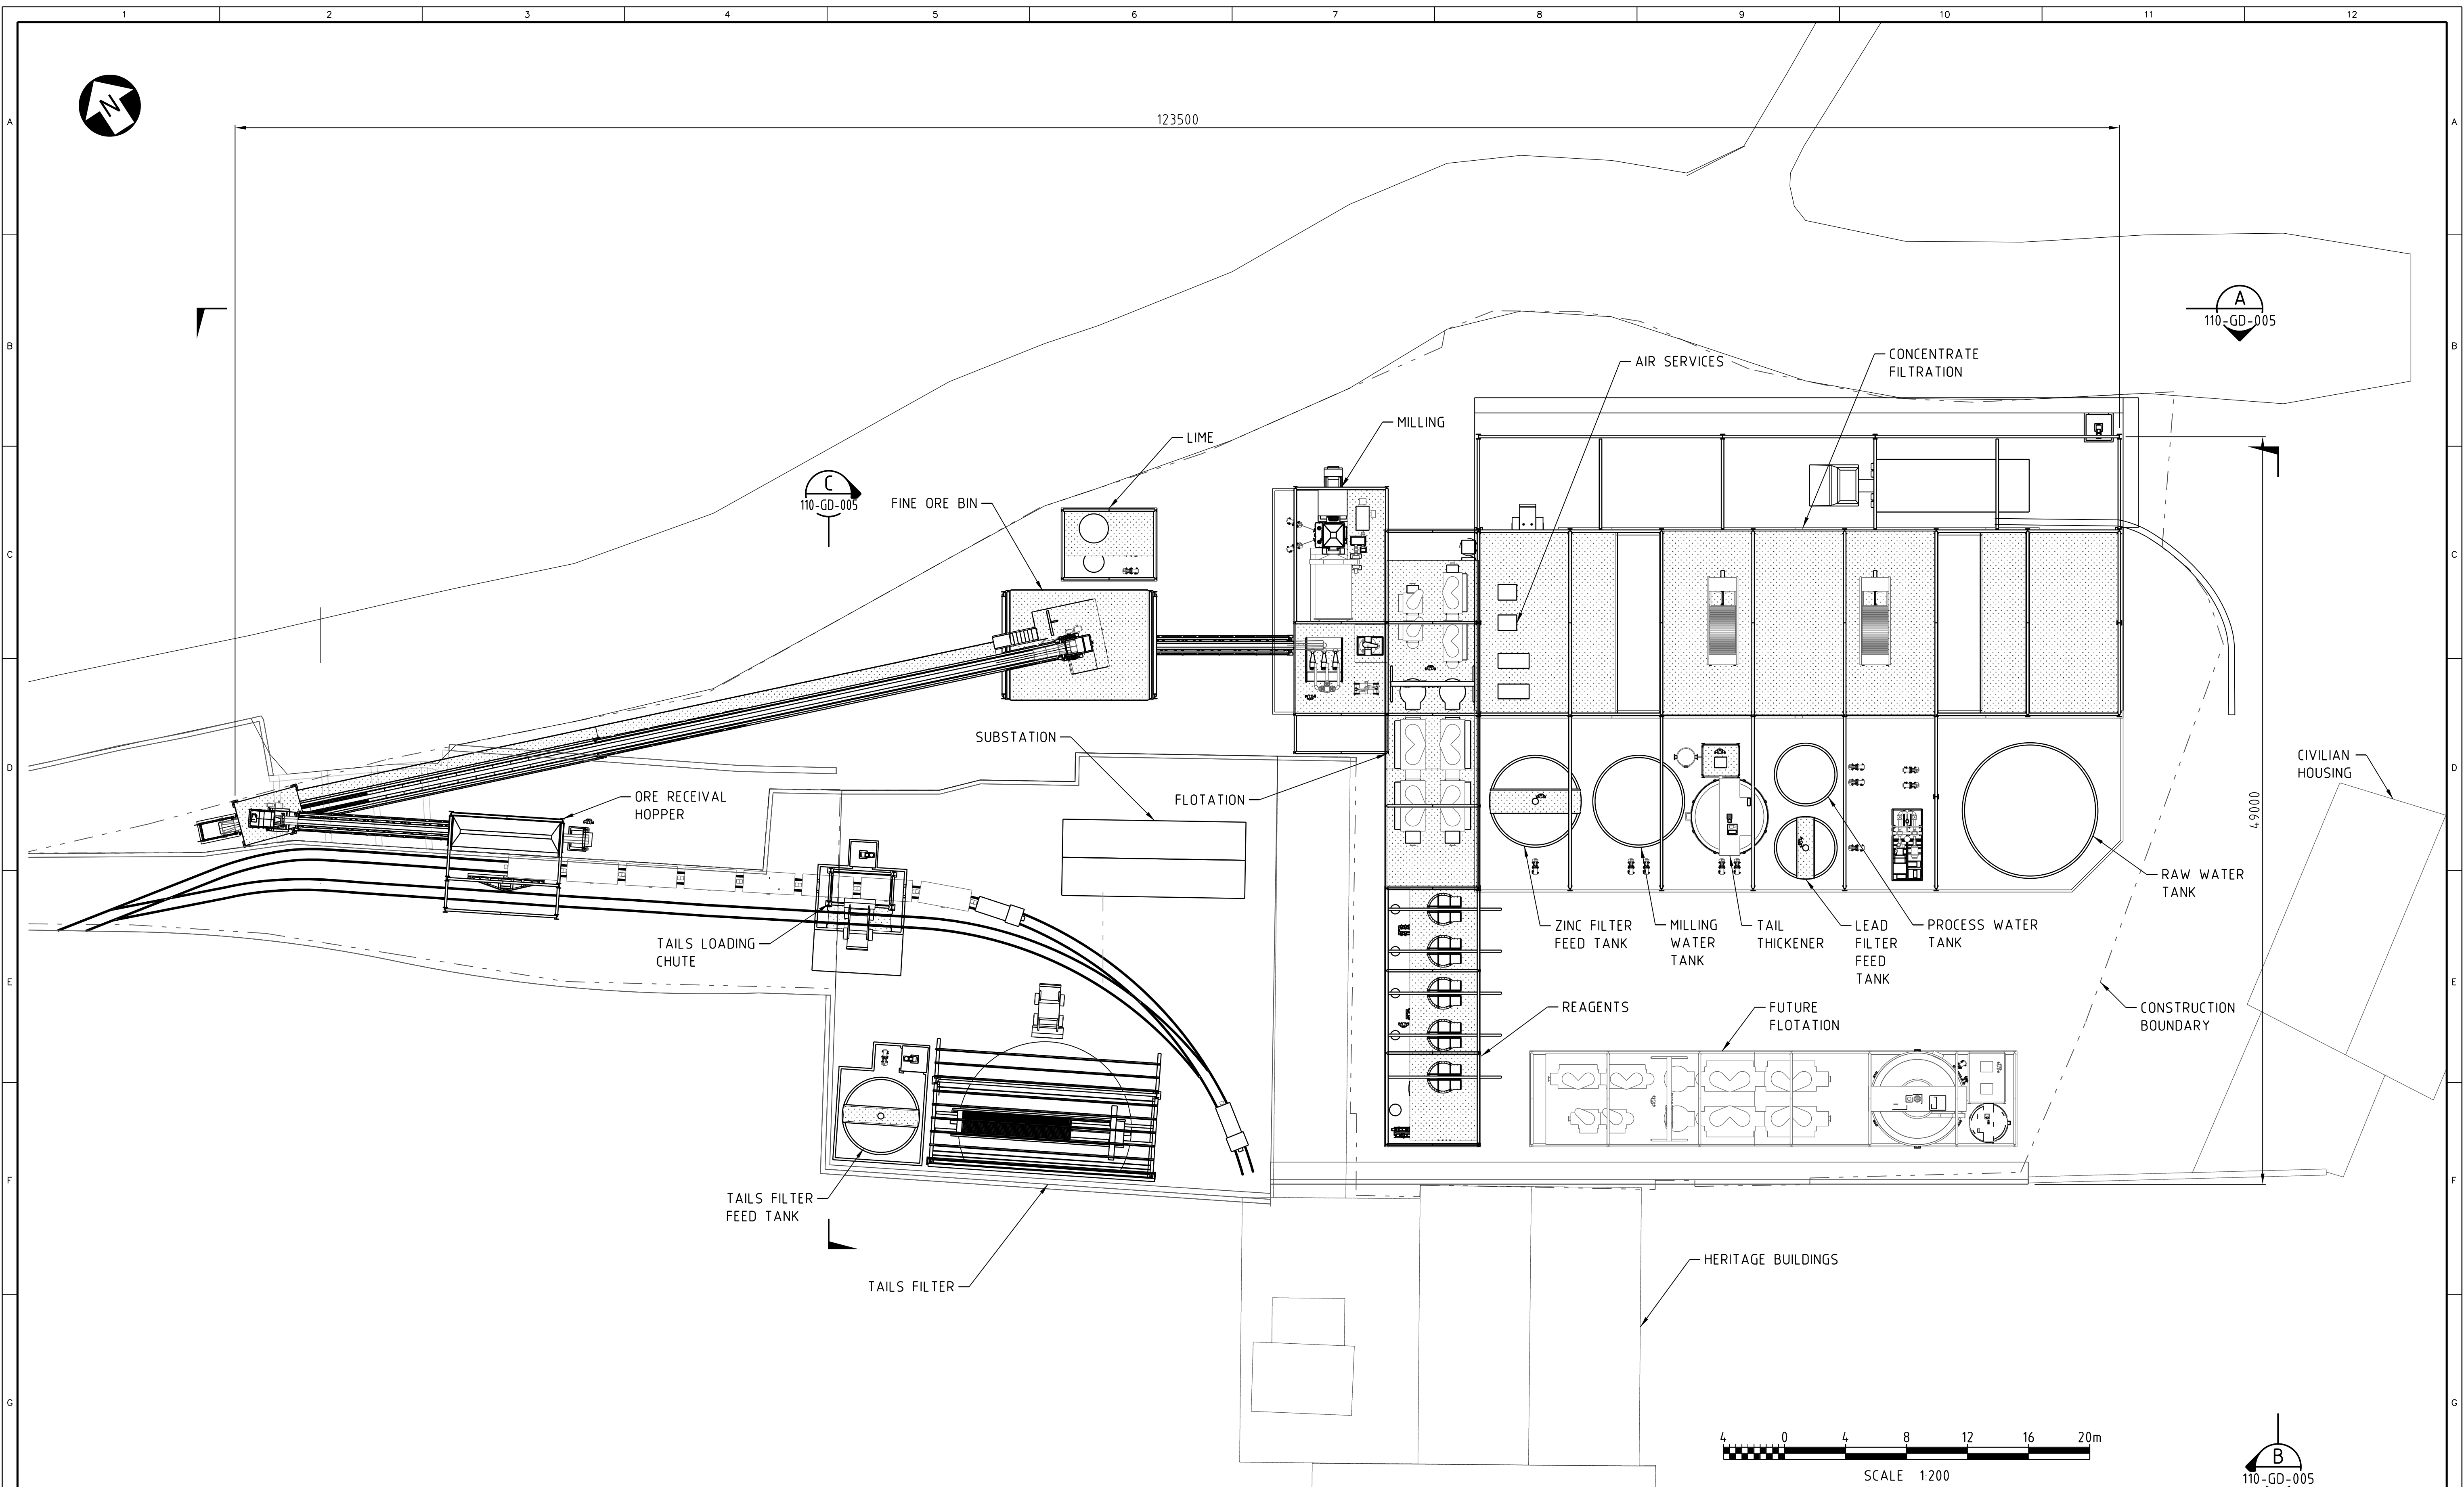 1 2 3 4 5 6 7 8 9 10 11 12
N
A
123500
A
A
110-GD-005
B
B
AIR SERVICES
CONCENTRATE
FILTRATION
MILLING
LIME
C
110-GD-005
FINE ORE BIN
C
C
SUBSTATION
FLOTATION
D
D
ORE RECEIVAL
HOPPER
CIVILIAN
HOUSING
49000
RAW WATER
TANK
TAILS LOADING
CHUTE
ZINC FILTER
FEED TANK
MILLING
WATER
TANK
TAIL
THICKENER
LEAD
FILTER
FEED
TANK
PROCESS WATER
TANK
E
E
REAGENTS
FUTURE
FLOTATION
CONSTRUCTION
BOUNDARY
F
F
TAILS FILTER
FEED TANK
TAILS FILTER
HERITAGE BUILDINGS
G
G
4 0 4 8 12 16 20m
SCALE 1:200
B
110-GD-005